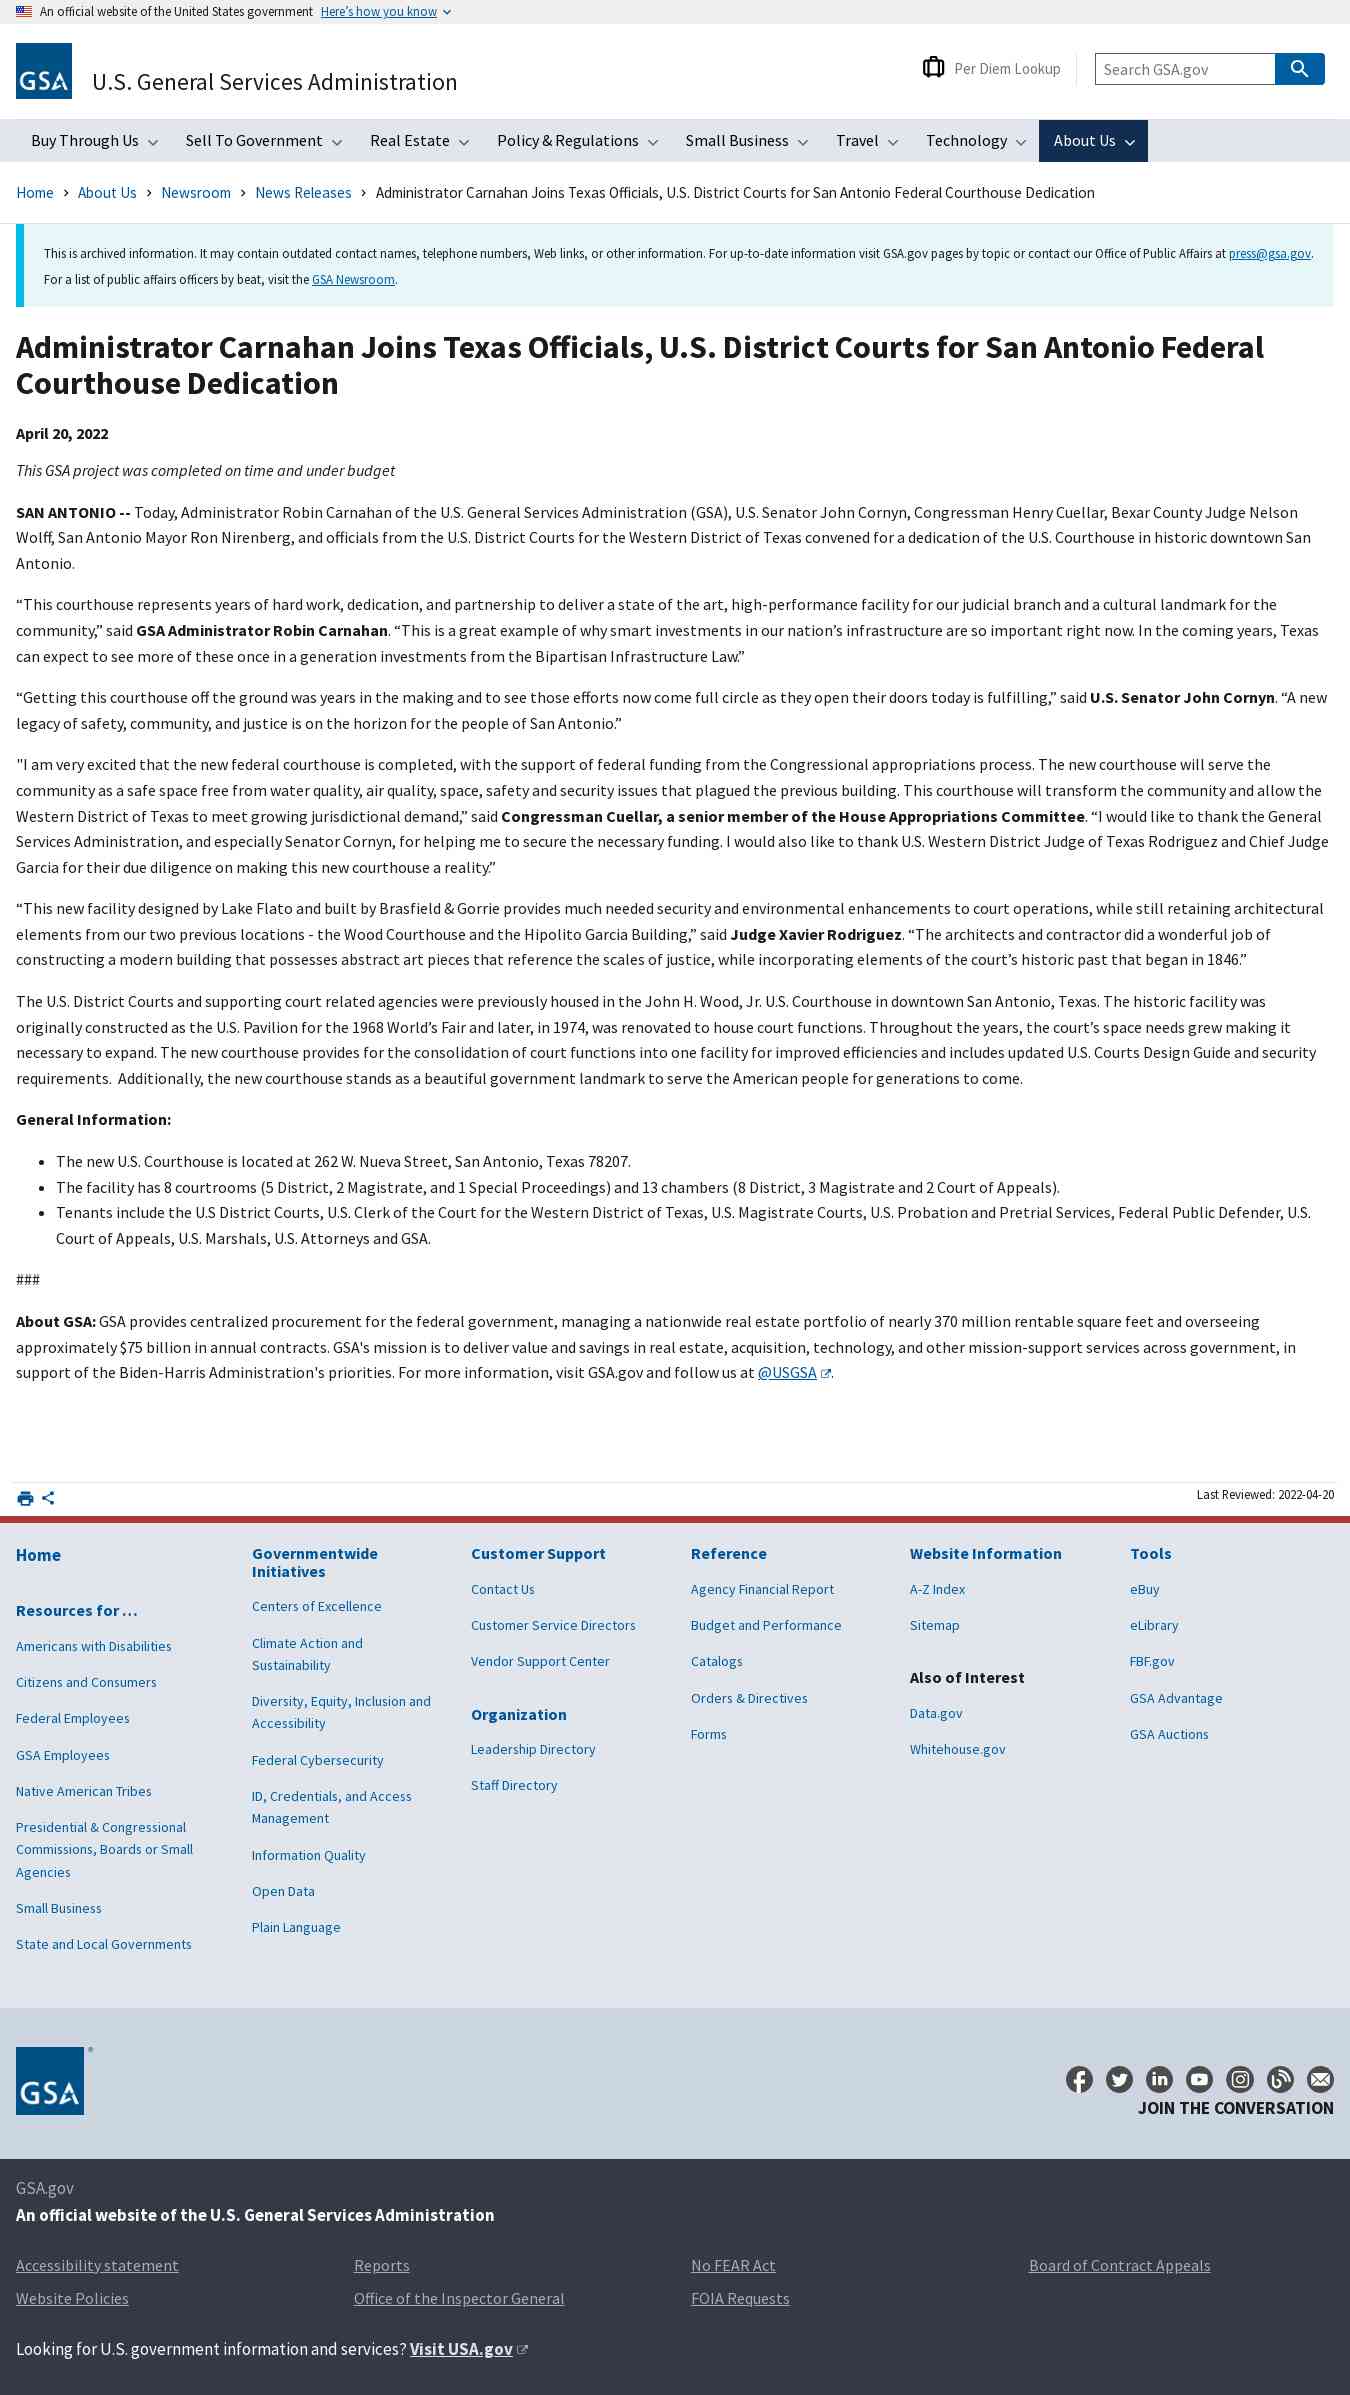 An official website of the United States government Here's how you know
GSA
U.S. General Services Administration
Per Diem Lookup
Search GSA.gov
Buy Through Us
Sell To Government
Real Estate
Policy & Regulations
Small Business
Travel
Technology
About Us
Home > About Us > Newsroom > News Releases > Administrator Carnahan Joins Texas Officials, U.S. District Courts for San Antonio Federal Courthouse Dedication
This is archived information. It may contain outdated contact names, telephone numbers, Web links, or other information. For up-to-date information visit GSA.gov pages by topic or contact our Office of Public Affairs at press@gsa.gov.
For a list of public affairs officers by beat, visit the GSA Newsroom.
Administrator Carnahan Joins Texas Officials, U.S. District Courts for San Antonio Federal
Courthouse Dedication
April 20, 2022
This GSA project was completed on time and under budget
SAN ANTONIO -- Today, Administrator Robin Carnahan of the U.S. General Services Administration (GSA), U.S. Senator John Cornyn, Congressman Henry Cuellar, Bexar County Judge Nelson
Wolff, San Antonio Mayor Ron Nirenberg, and officials from the U.S. District Courts for the Western District of Texas convened for a dedication of the U.S. Courthouse in historic downtown San
Antonio.
“This courthouse represents years of hard work, dedication, and partnership to deliver a state of the art, high-performance facility for our judicial branch and a cultural landmark for the
community,” said GSA Administrator Robin Carnahan. “This is a great example of why smart investments in our nation’s infrastructure are so important right now. In the coming years, Texas
can expect to see more of these once in a generation investments from the Bipartisan Infrastructure Law.”
“Getting this courthouse off the ground was years in the making and to see those efforts now come full circle as they open their doors today is fulfilling,” said U.S. Senator John Cornyn. “A new
legacy of safety, community, and justice is on the horizon for the people of San Antonio.”
"I am very excited that the new federal courthouse is completed, with the support of federal funding from the Congressional appropriations process. The new courthouse will serve the
community as a safe space free from water quality, air quality, space, safety and security issues that plagued the previous building. This courthouse will transform the community and allow the
Western District of Texas to meet growing jurisdictional demand,” said Congressman Cuellar, a senior member of the House Appropriations Committee. “I would like to thank the General
Services Administration, and especially Senator Cornyn, for helping me to secure the necessary funding. I would also like to thank U.S. Western District Judge of Texas Rodriguez and Chief Judge
Garcia for their due diligence on making this new courthouse a reality.”
“This new facility designed by Lake Flato and built by Brasfield & Gorrie provides much needed security and environmental enhancements to court operations, while still retaining architectural
elements from our two previous locations - the Wood Courthouse and the Hipolito Garcia Building,” said Judge Xavier Rodriguez. “The architects and contractor did a wonderful job of
constructing a modern building that possesses abstract art pieces that reference the scales of justice, while incorporating elements of the court’s historic past that began in 1846.”
The U.S. District Courts and supporting court related agencies were previously housed in the John H. Wood, Jr. U.S. Courthouse in downtown San Antonio, Texas. The historic facility was
originally constructed as the U.S. Pavilion for the 1968 World’s Fair and later, in 1974, was renovated to house court functions. Throughout the years, the court’s space needs grew making it
necessary to expand. The new courthouse provides for the consolidation of court functions into one facility for improved efficiencies and includes updated U.S. Courts Design Guide and security
requirements. Additionally, the new courthouse stands as a beautiful government landmark to serve the American people for generations to come.
General Information:
• The new U.S. Courthouse is located at 262 W. Nueva Street, San Antonio, Texas 78207.
• The facility has 8 courtrooms (5 District, 2 Magistrate, and 1 Special Proceedings) and 13 chambers (8 District, 3 Magistrate and 2 Court of Appeals).
• Tenants include the U.S District Courts, U.S. Clerk of the Court for the Western District of Texas, U.S. Magistrate Courts, U.S. Probation and Pretrial Services, Federal Public Defender, U.S.
Court of Appeals, U.S. Marshals, U.S. Attorneys and GSA.
###
About GSA: GSA provides centralized procurement for the federal government, managing a nationwide real estate portfolio of nearly 370 million rentable square feet and overseeing
approximately $75 billion in annual contracts. GSA's mission is to deliver value and savings in real estate, acquisition, technology, and other mission-support services across government, in
support of the Biden-Harris Administration's priorities. For more information, visit GSA.gov and follow us at @USGSA.
Last Reviewed: 2022-04-20
Home
Resources for …
Americans with Disabilities
Citizens and Consumers
Federal Employees
GSA Employees
Native American Tribes
Presidential & Congressional
Commissions, Boards or Small
Agencies
Small Business
State and Local Governments
Governmentwide
Initiatives
Centers of Excellence
Climate Action and
Sustainability
Diversity, Equity, Inclusion and
Accessibility
Federal Cybersecurity
ID, Credentials, and Access
Management
Information Quality
Open Data
Plain Language
Customer Support
Contact Us
Customer Service Directors
Vendor Support Center
Organization
Leadership Directory
Staff Directory
Reference
Agency Financial Report
Budget and Performance
Catalogs
Orders & Directives
Forms
Website Information
A-Z Index
Sitemap
Also of Interest
Data.gov
Whitehouse.gov
Tools
eBuy
eLibrary
FBF.gov
GSA Advantage
GSA Auctions
GSA
JOIN THE CONVERSATION
GSA.gov
An official website of the U.S. General Services Administration
Accessibility statement
Reports
No FEAR Act
Board of Contract Appeals
Website Policies
Office of the Inspector General
FOIA Requests
Looking for U.S. government information and services? Visit USA.gov